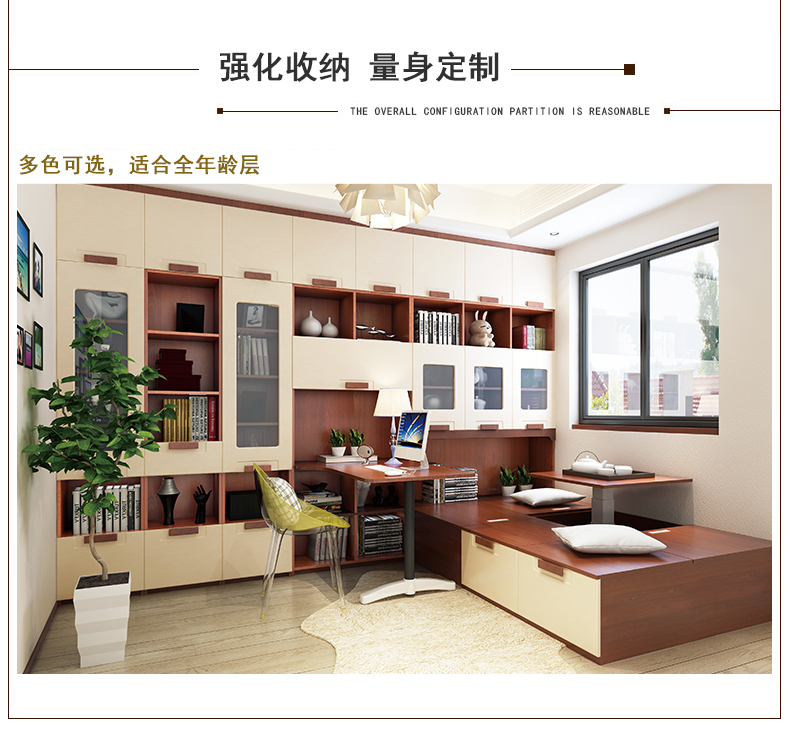 强化收纳 量身定制
THE OVERALL CONFIGURATION PARTITION IS REASONABLE
多色可选，适合全年龄层